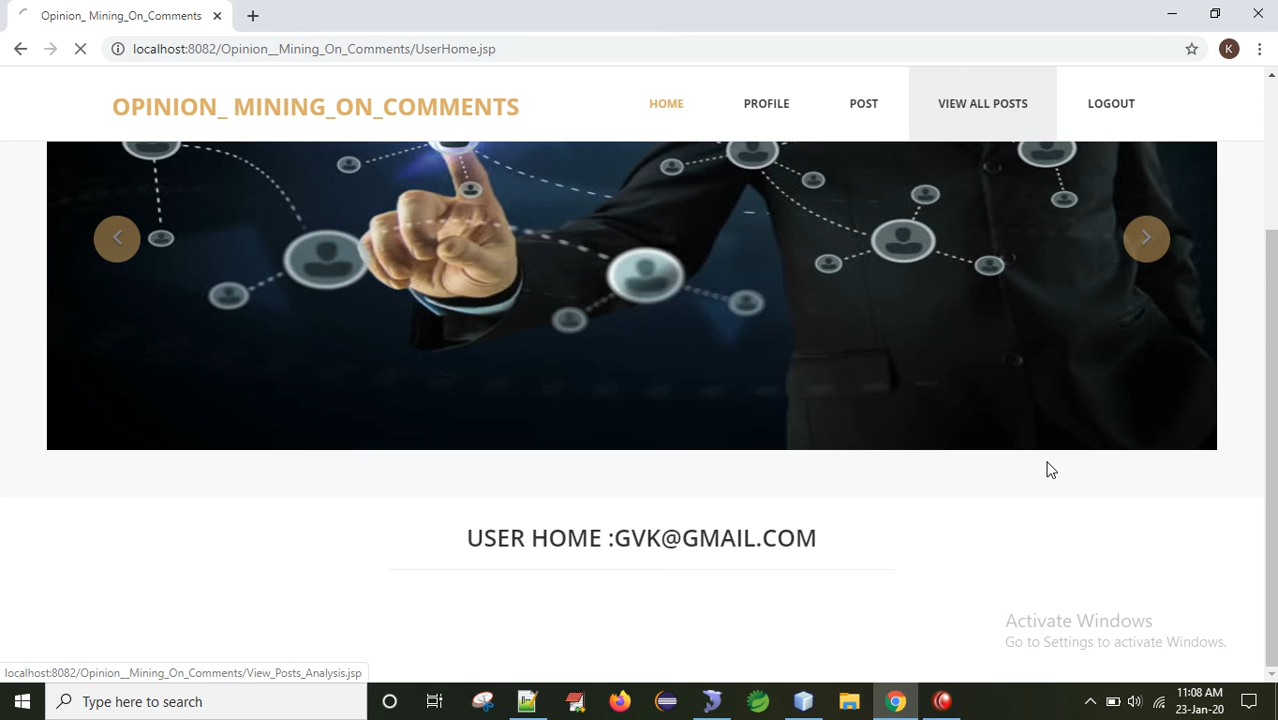 Opinion_ Mining_On_Comments
localhost:8082/Opinion__Mining_On_Comments/UserHome.jsp
K
OPINION_ MINING_ON_COMMENTS
HOME
PROFILE
POST
VIEW ALL POSTS
LOGOUT
USER HOME :GVK@GMAIL.COM
Activate Windows
Go to Settings to activate Windows.
localhost:8082/Opinion__Mining_On_Comments/View_Posts_Analysis.jsp
Type here to search
11:08 AM
23-Jan-20